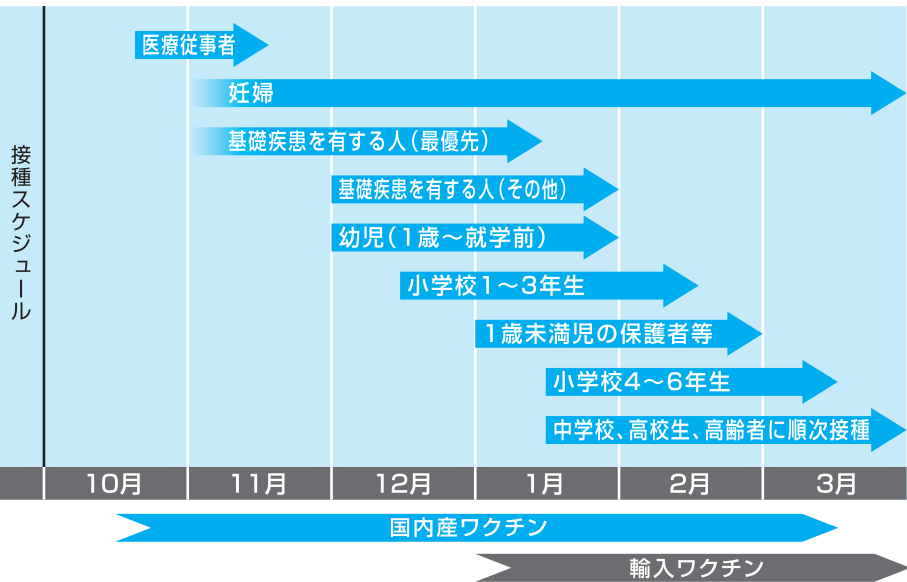 接種スケジュール
医療従事者
妊婦
基礎疾患を有する人（最優先）
基礎疾患を有する人（その他）
幼児（1歳～就学前）
小学校1～3年生
1歳未満児の保護者等
小学校4～6年生
中学校、高校生、高齢者に順次接種
10月 11月 12月 1月 2月 3月
国内産ワクチン
輸入ワクチン